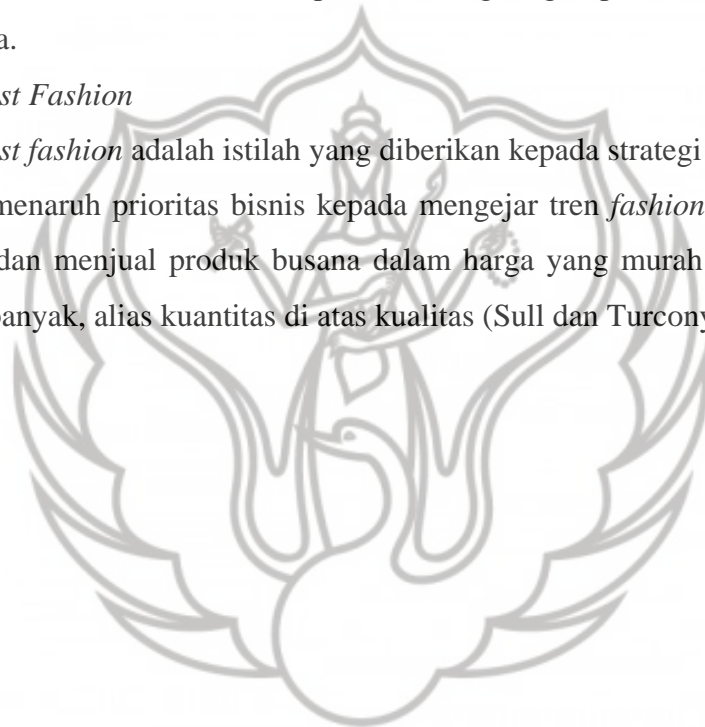 a.
st Fashion
st fashion adalah istilah yang diberikan kepada strategi
menaruh prioritas bisnis kepada mengejar tren fashion
dan menjual produk busana dalam harga yang murah
banyak, alias kuantitas di atas kualitas (Sull dan Turcony